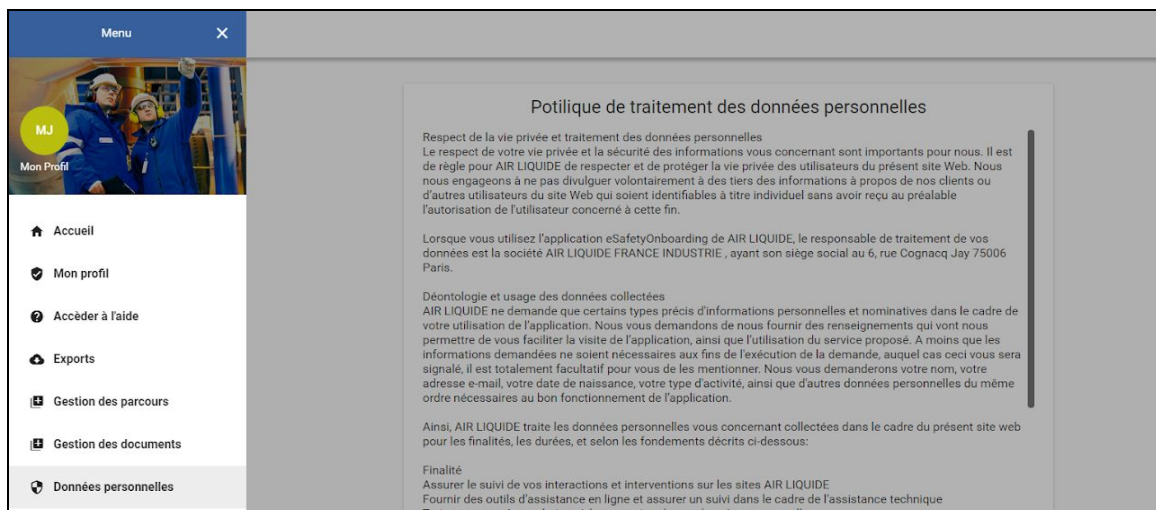 Menu
MJ
Mon Profil
Accueil
Mon profil
Accèder à l'aide
Exports
Gestion des parcours
Gestion des documents
Données personnelles
Potilique de traitement des données personnelles
Respect de la vie privée et traitement des données personnelles
Le respect de votre vie privée et la sécurité des informations vous concernant sont importants pour nous. Il est
de règle pour AIR LIQUIDE de respecter et de protéger la vie privée des utilisateurs du présent site Web. Nous
nous engageons à ne pas divulguer volontairement à des tiers des informations à propos de nos clients ou
d'autres utilisateurs du site Web qui soient identifiables à titre individuel sans avoir reçu au préalable
l'autorisation de l'utilisateur concerné à cette fin.
Lorsque vous utilisez l'application eSafetyOnboarding de AIR LIQUIDE, le responsable de traitement de vos
données est la société AIR LIQUIDE FRANCE INDUSTRIE , ayant son siège social au 6, rue Cognacq Jay 75006
Paris.
Déontologie et usage des données collectées
AIR LIQUIDE ne demande que certains types précis d'informations personnelles et nominatives dans le cadre de
votre utilisation de l'application. Nous vous demandons de nous fournir des renseignements qui vont nous
permettre de vous faciliter la visite de l'application, ainsi que l'utilisation du service proposé. A moins que les
informations demandées ne soient nécessaires aux fins de l'exécution de la demande, auquel cas ceci vous sera
signalé, il est totalement facultatif pour vous de les mentionner. Nous vous demanderons votre nom, votre
adresse e-mail, votre date de naissance, votre type d'activité, ainsi que d'autres données personnelles du même
ordre nécessaires au bon fonctionnement de l'application.
Ainsi, AIR LIQUIDE traite les données personnelles vous concernant collectées dans le cadre du présent site web
pour les finalités, les durées, et selon les fondements décrits ci-dessous:
Finalité
Assurer le suivi de vos interactions et interventions sur les sites AIR LIQUIDE
Fournir des outils d'assistance en ligne et assurer un suivi dans le cadre de l'assistance technique